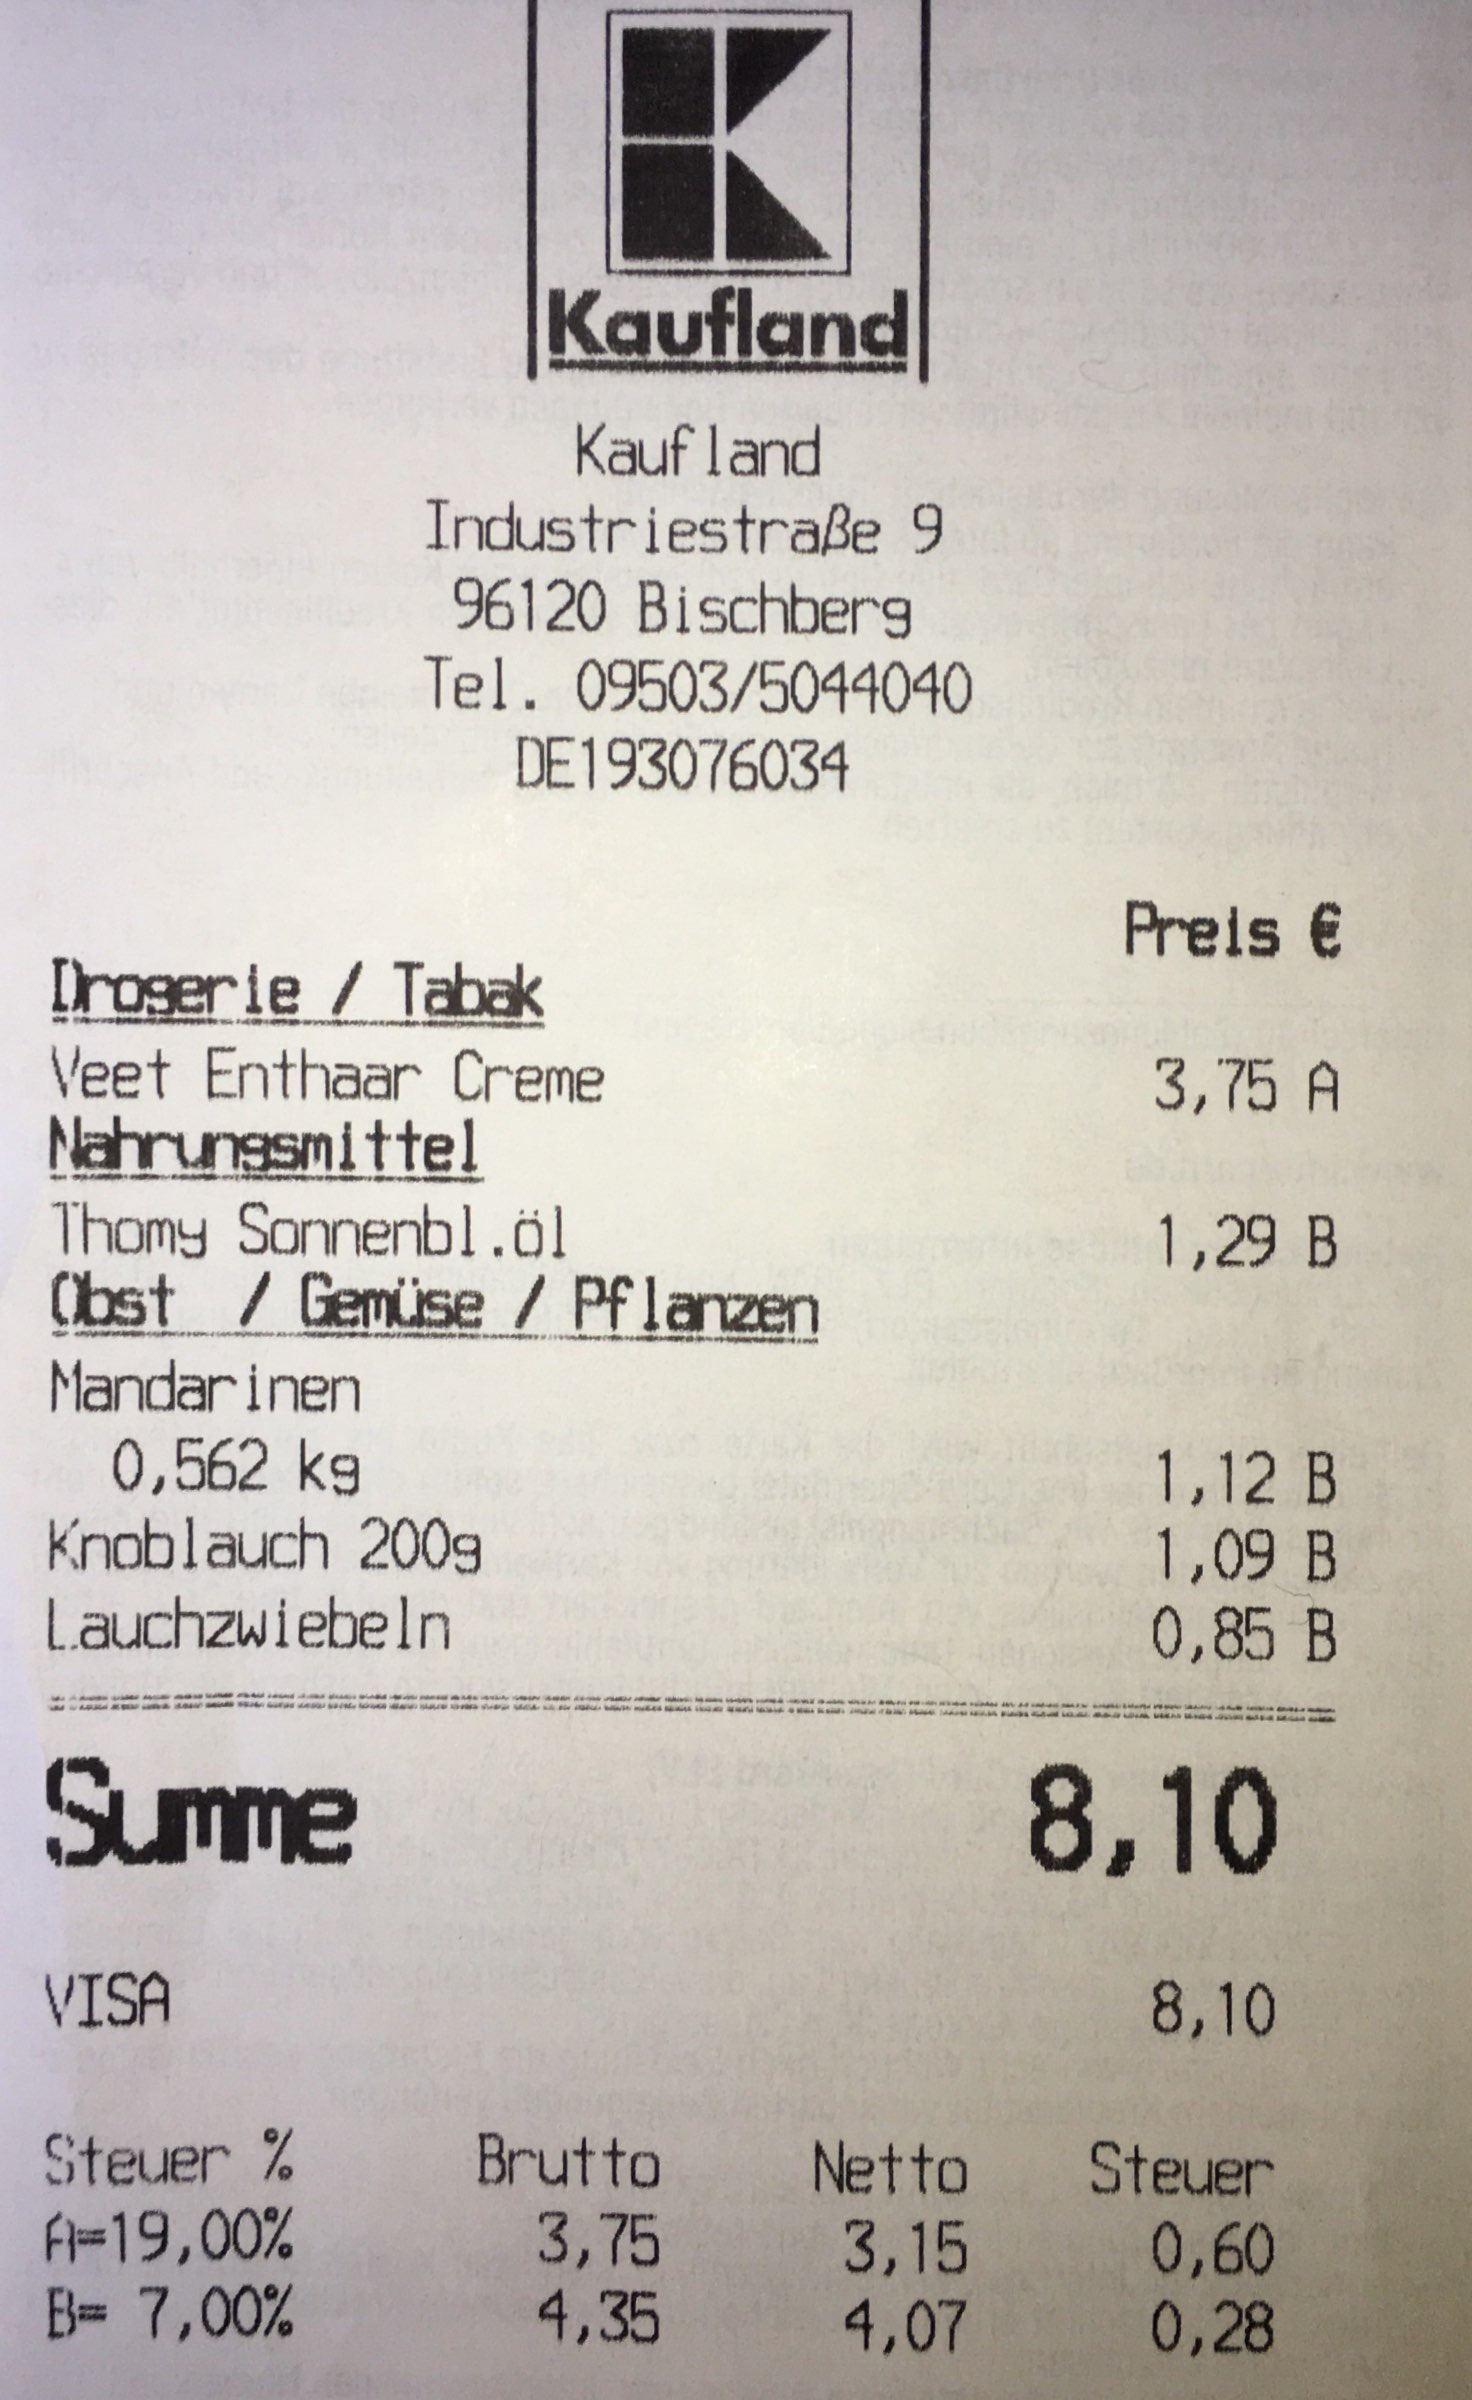 Kaufland
Kaufland
Industriestraße 9
96120 Bischberg
Tel. 09503/5044040
DE193076034
Preis €
Drogerie / Tabak
Veet Enthaar Creme 3,75 A
Nahrungsmittel
Thomy Sonnenbl.öl 1,29 B
Obst / Gemüse / Pflanzen
Mandarinen
0,562 kg 1,12 B
Knoblauch 200g 1,09 B
Lauchzwiebeln 0,85 B
Summe 8,10
VISA 8,10
Steuer % Brutto Netto Steuer
A=19,00% 3,75 3,15 0,60
B= 7,00% 4,35 4,07 0,28